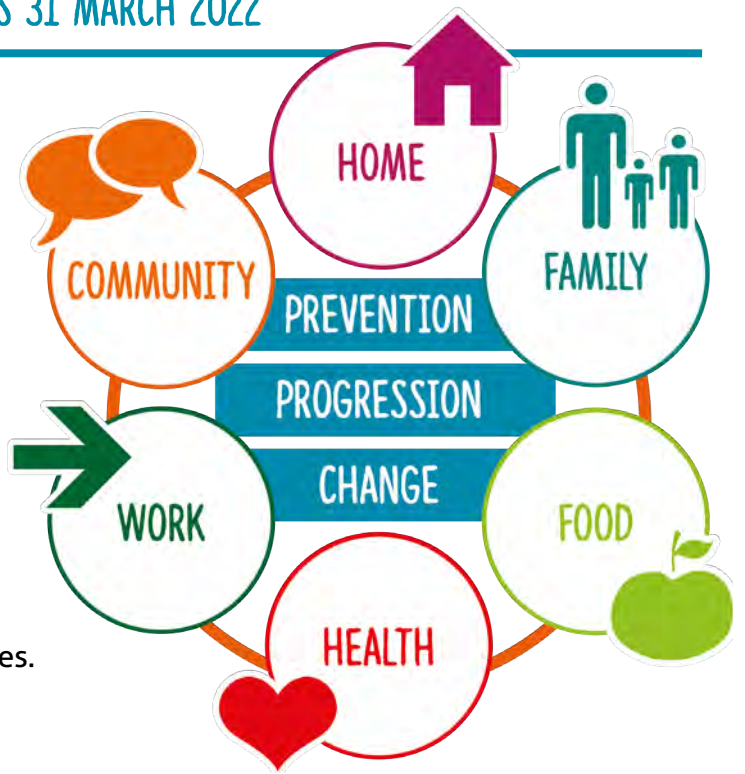 S 31 MARCH 2022
HOME
COMMUNITY
FAMILY
PREVENTION
PROGRESSION
CHANGE
WORK
FOOD
HEALTH
es.